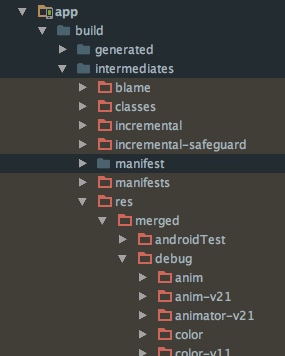 app
build
generated
intermediates
blame
classes
incremental
incremental-safeguard
manifest
manifests
res
merged
androidTest
debug
anim
anim-v21
animator-v21
color
color-v11